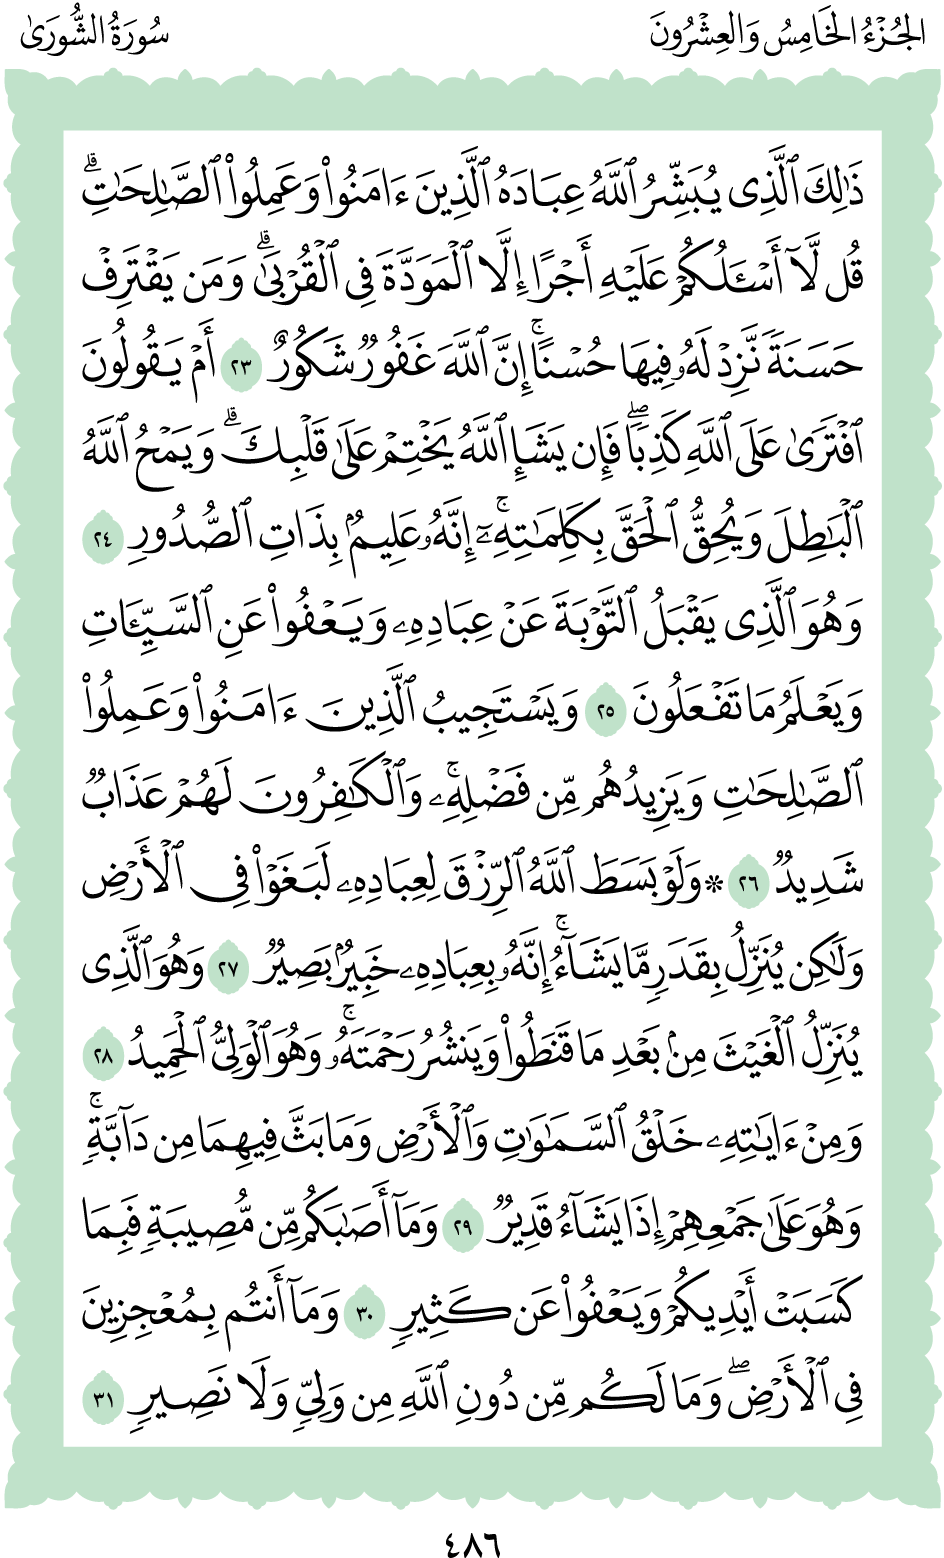 الجُزْءُ الخَامِسُ وَالعِشْرُونَ
سُورَةُ الشُّورَىٰ
ذَٰلِكَ ٱلَّذِى يُبَشِّرُ ٱللَّهُ عِبَادَهُ ٱلَّذِينَ ءَامَنُوا۟ وَعَمِلُوا۟ ٱلصَّـٰلِحَـٰتِ ۗ
قُل لَّآ أَسْـَٔلُكُمْ عَلَيْهِ أَجْرًا إِلَّا ٱلْمَوَدَّةَ فِى ٱلْقُرْبَىٰ ۗ وَمَن يَقْتَرِفْ
حَسَنَةً نَّزِدْ لَهُۥ فِيهَا حُسْنًا ۚ إِنَّ ٱللَّهَ غَفُورٌ شَكُورٌ ٢٣ أَمْ يَقُولُونَ
ٱفْتَرَىٰ عَلَى ٱللَّهِ كَذِبًا ۖ فَإِن يَشَإِ ٱللَّهُ يَخْتِمْ عَلَىٰ قَلْبِكَ ۗ وَيَمْحُ ٱللَّهُ
ٱلْبَـٰطِلَ وَيُحِقُّ ٱلْحَقَّ بِكَلِمَـٰتِهِۦٓ ۚ إِنَّهُۥ عَلِيمٌۢ بِذَاتِ ٱلصُّدُورِ ٢٤
وَهُوَ ٱلَّذِى يَقْبَلُ ٱلتَّوْبَةَ عَنْ عِبَادِهِۦ وَيَعْفُوا۟ عَنِ ٱلسَّيِّـَٔاتِ
وَيَعْلَمُ مَا تَفْعَلُونَ ٢٥ وَيَسْتَجِيبُ ٱلَّذِينَ ءَامَنُوا۟ وَعَمِلُوا۟
ٱلصَّـٰلِحَـٰتِ وَيَزِيدُهُم مِّن فَضْلِهِۦ ۚ وَٱلْكَـٰفِرُونَ لَهُمْ عَذَابٌ
شَدِيدٌ ٢٦ ۞ وَلَوْ بَسَطَ ٱللَّهُ ٱلرِّزْقَ لِعِبَادِهِۦ لَبَغَوْا۟ فِى ٱلْأَرْضِ
وَلَـٰكِن يُنَزِّلُ بِقَدَرٍ مَّا يَشَآءُ ۚ إِنَّهُۥ بِعِبَادِهِۦ خَبِيرٌۢ بَصِيرٌ ٢٧ وَهُوَ ٱلَّذِى
يُنَزِّلُ ٱلْغَيْثَ مِنۢ بَعْدِ مَا قَنَطُوا۟ وَيَنشُرُ رَحْمَتَهُۥ ۚ وَهُوَ ٱلْوَلِىُّ ٱلْحَمِيدُ ٢٨
وَمِنْ ءَايَـٰتِهِۦ خَلْقُ ٱلسَّمَـٰوَٰتِ وَٱلْأَرْضِ وَمَا بَثَّ فِيهِمَا مِن دَآبَّةٍ ۚ
وَهُوَ عَلَىٰ جَمْعِهِمْ إِذَا يَشَآءُ قَدِيرٌ ٢٩ وَمَآ أَصَـٰبَكُم مِّن مُّصِيبَةٍ فَبِمَا
كَسَبَتْ أَيْدِيكُمْ وَيَعْفُوا۟ عَن كَثِيرٍ ٣٠ وَمَآ أَنتُم بِمُعْجِزِينَ
فِى ٱلْأَرْضِ ۖ وَمَا لَكُم مِّن دُونِ ٱللَّهِ مِن وَلِىٍّ وَلَا نَصِيرٍ ٣١
٤٨٦